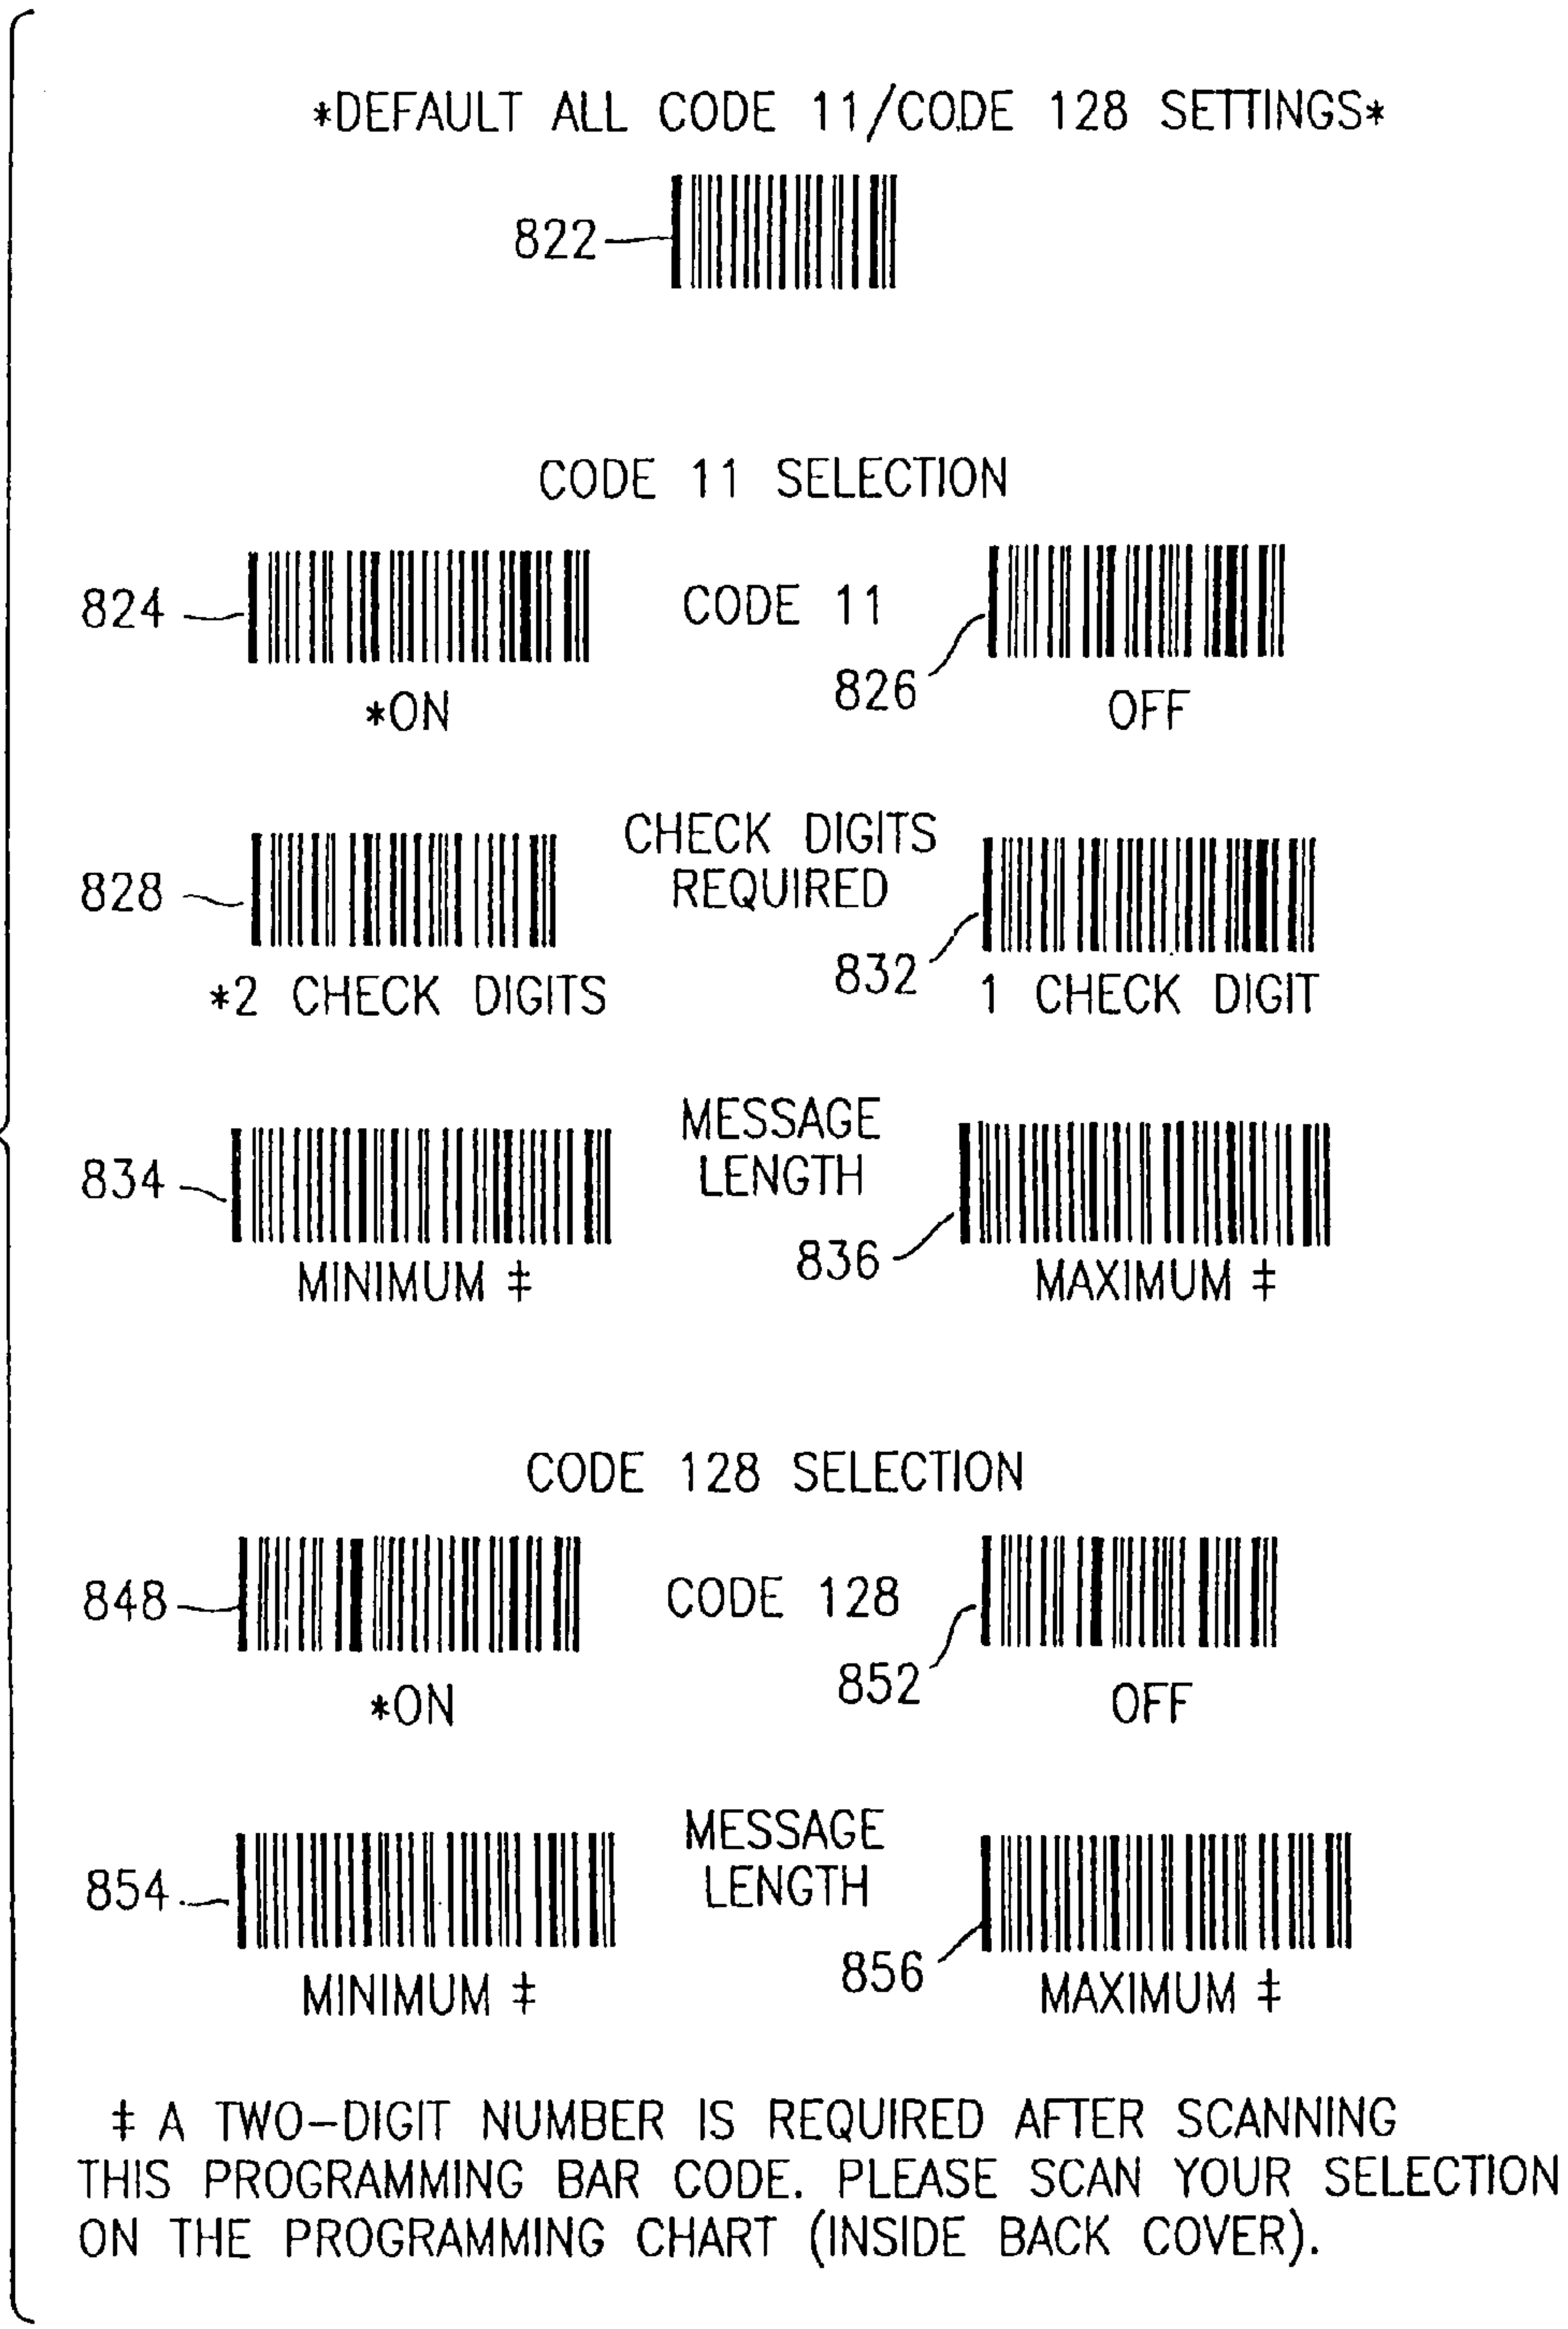 *DEFAULT ALL CODE 11/CODE 128 SETTINGS*
822
CODE 11 SELECTION
824
CODE 11
826
*ON
OFF
CHECK DIGITS
REQUIRED
828
832
*2 CHECK DIGITS
1 CHECK DIGIT
MESSAGE
LENGTH
834
836
MINIMUM ‡
MAXIMUM ‡
CODE 128 SELECTION
848
CODE 128
852
*ON
OFF
MESSAGE
LENGTH
854
856
MINIMUM ‡
MAXIMUM ‡
‡ A TWO-DIGIT NUMBER IS REQUIRED AFTER SCANNING
THIS PROGRAMMING BAR CODE. PLEASE SCAN YOUR SELECTION
ON THE PROGRAMMING CHART (INSIDE BACK COVER).